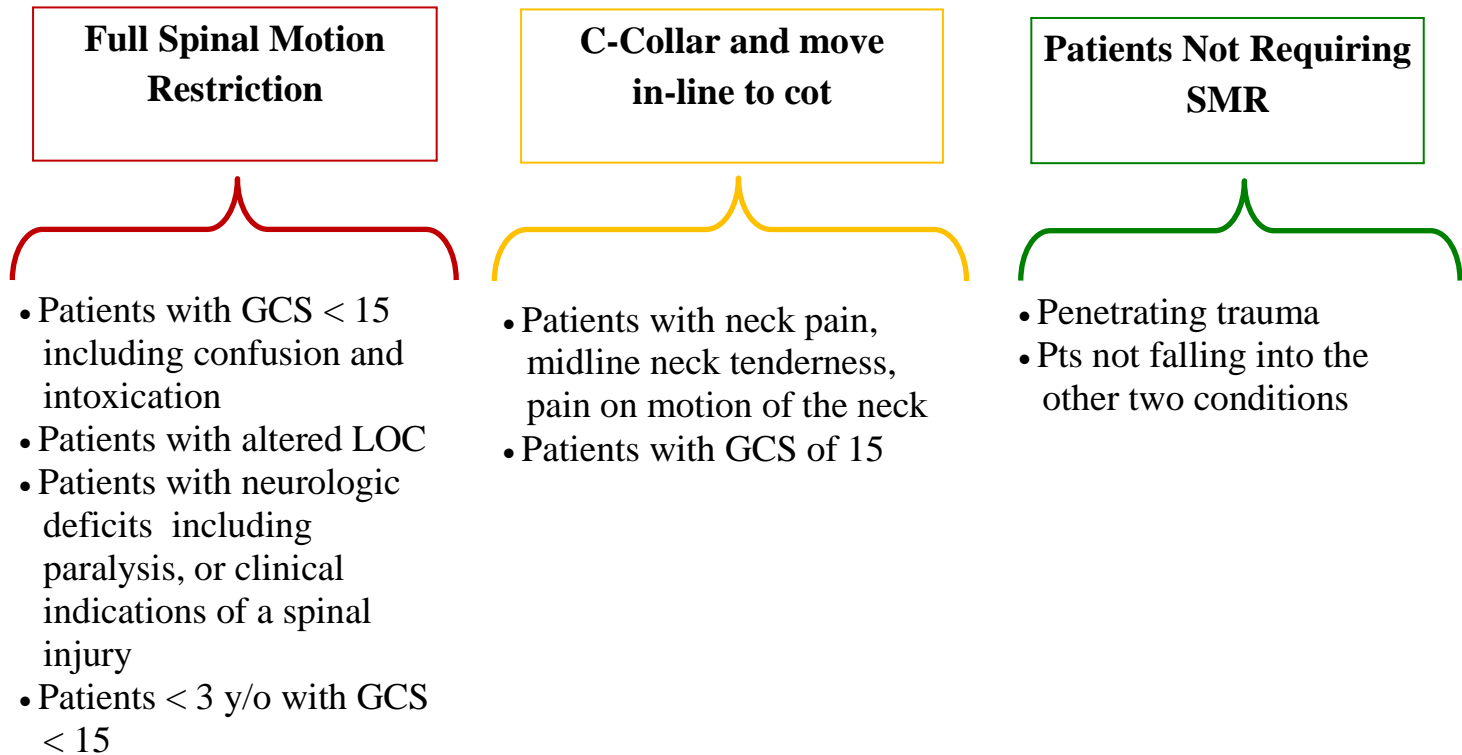 Full Spinal Motion
Restriction
• Patients with GCS < 15
including confusion and
intoxication
• Patients with altered LOC
• Patients with neurologic
deficits including
paralysis, or clinical
indications of a spinal
injury
• Patients < 3 y/o with GCS
< 15
C-Collar and move
in-line to cot
• Patients with neck pain,
midline neck tenderness,
pain on motion of the neck
• Patients with GCS of 15
Patients Not Requiring
SMR
• Penetrating trauma
• Pts not falling into the
other two conditions